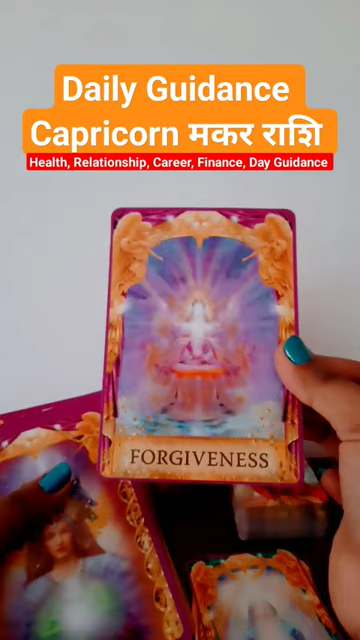 Daily Guidance
Capricorn मकर राशि
Health, Relationship, Career, Finance, Day Guidance
FORGIVENESS